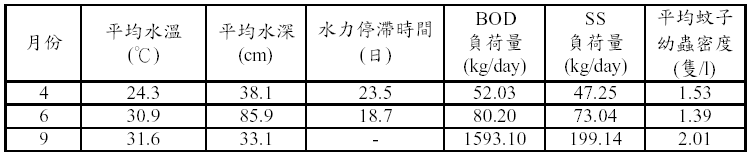 月份 平均水溫 (℃) 平均水深 (cm) 水力停滯時間 (日) BOD 負荷量 (kg/day) SS 負荷量 (kg/day) 平均蚊子幼蟲密度 (隻/l)
4 24.3 38.1 23.5 52.03 47.25 1.53
6 30.9 85.9 18.7 80.20 73.04 1.39
9 31.6 33.1 - 1593.10 199.14 2.01